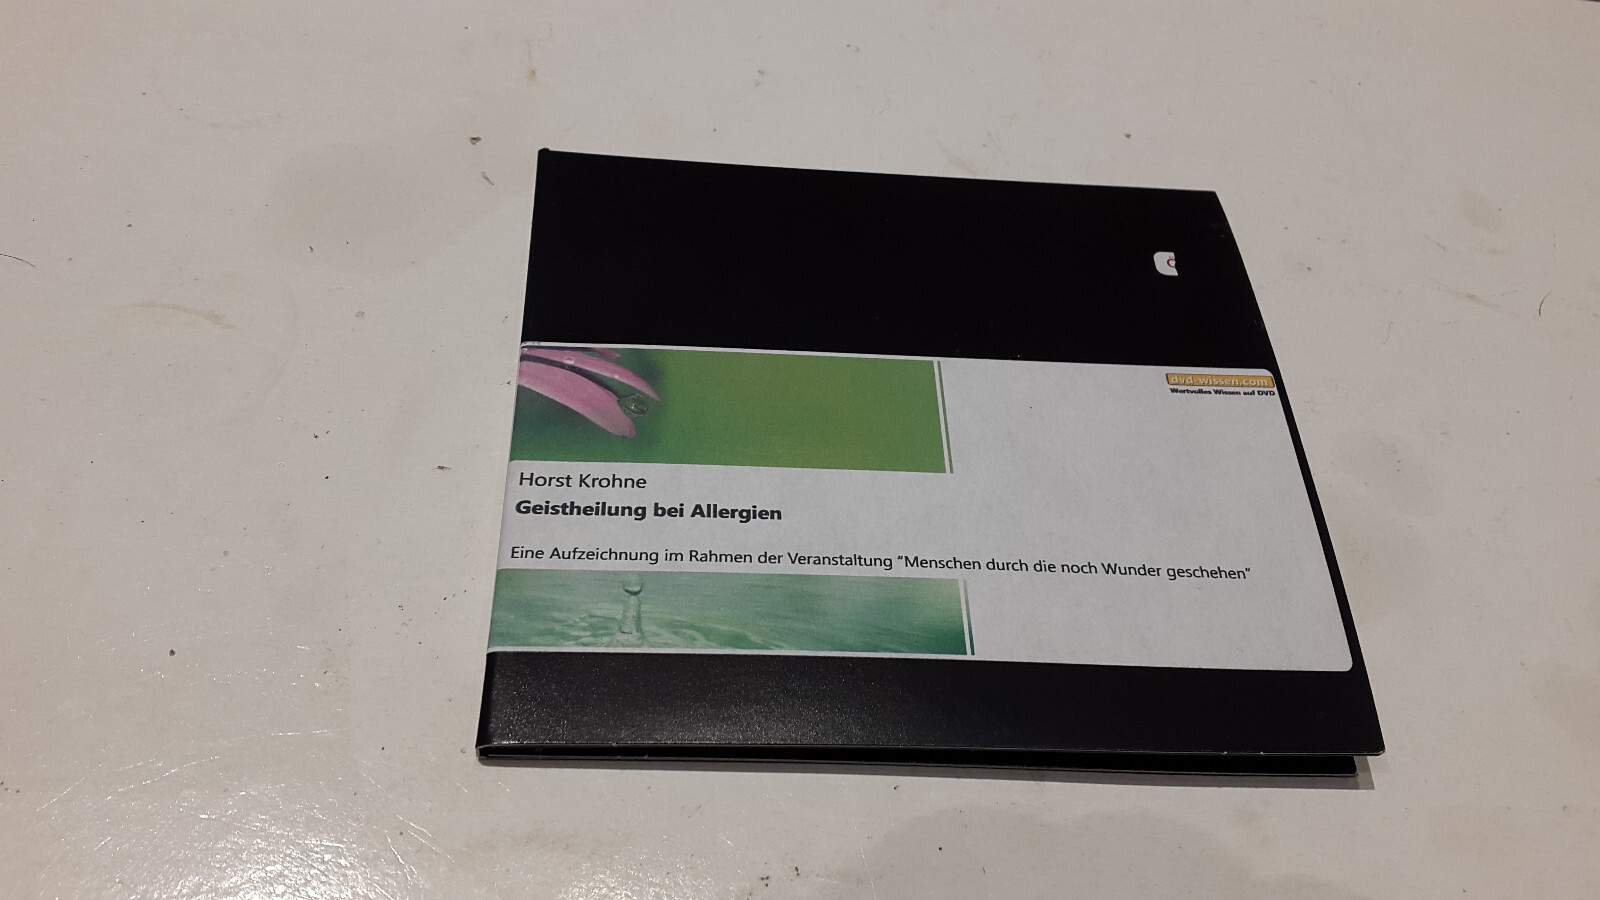 dvd-wissen.com
Wertvolles Wissen auf DVD
Horst Krohne
Geistheilung bei Allergien
Eine Aufzeichnung im Rahmen der Veranstaltung "Menschen durch die noch Wunder geschehen"